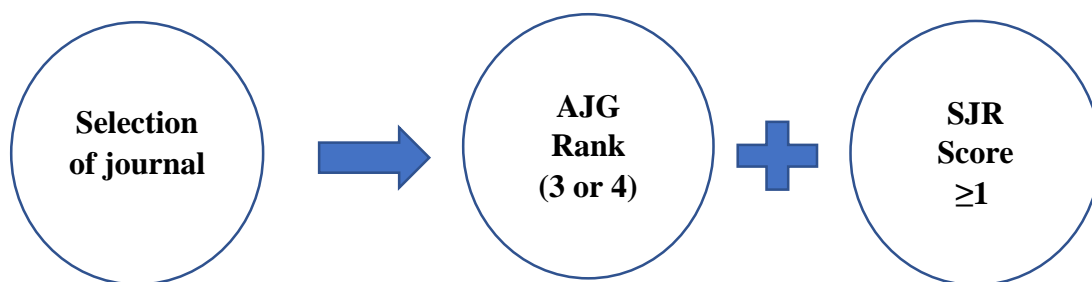 Selection
of journal
AJG
Rank
(3 or 4)
SJR
Score
≥1